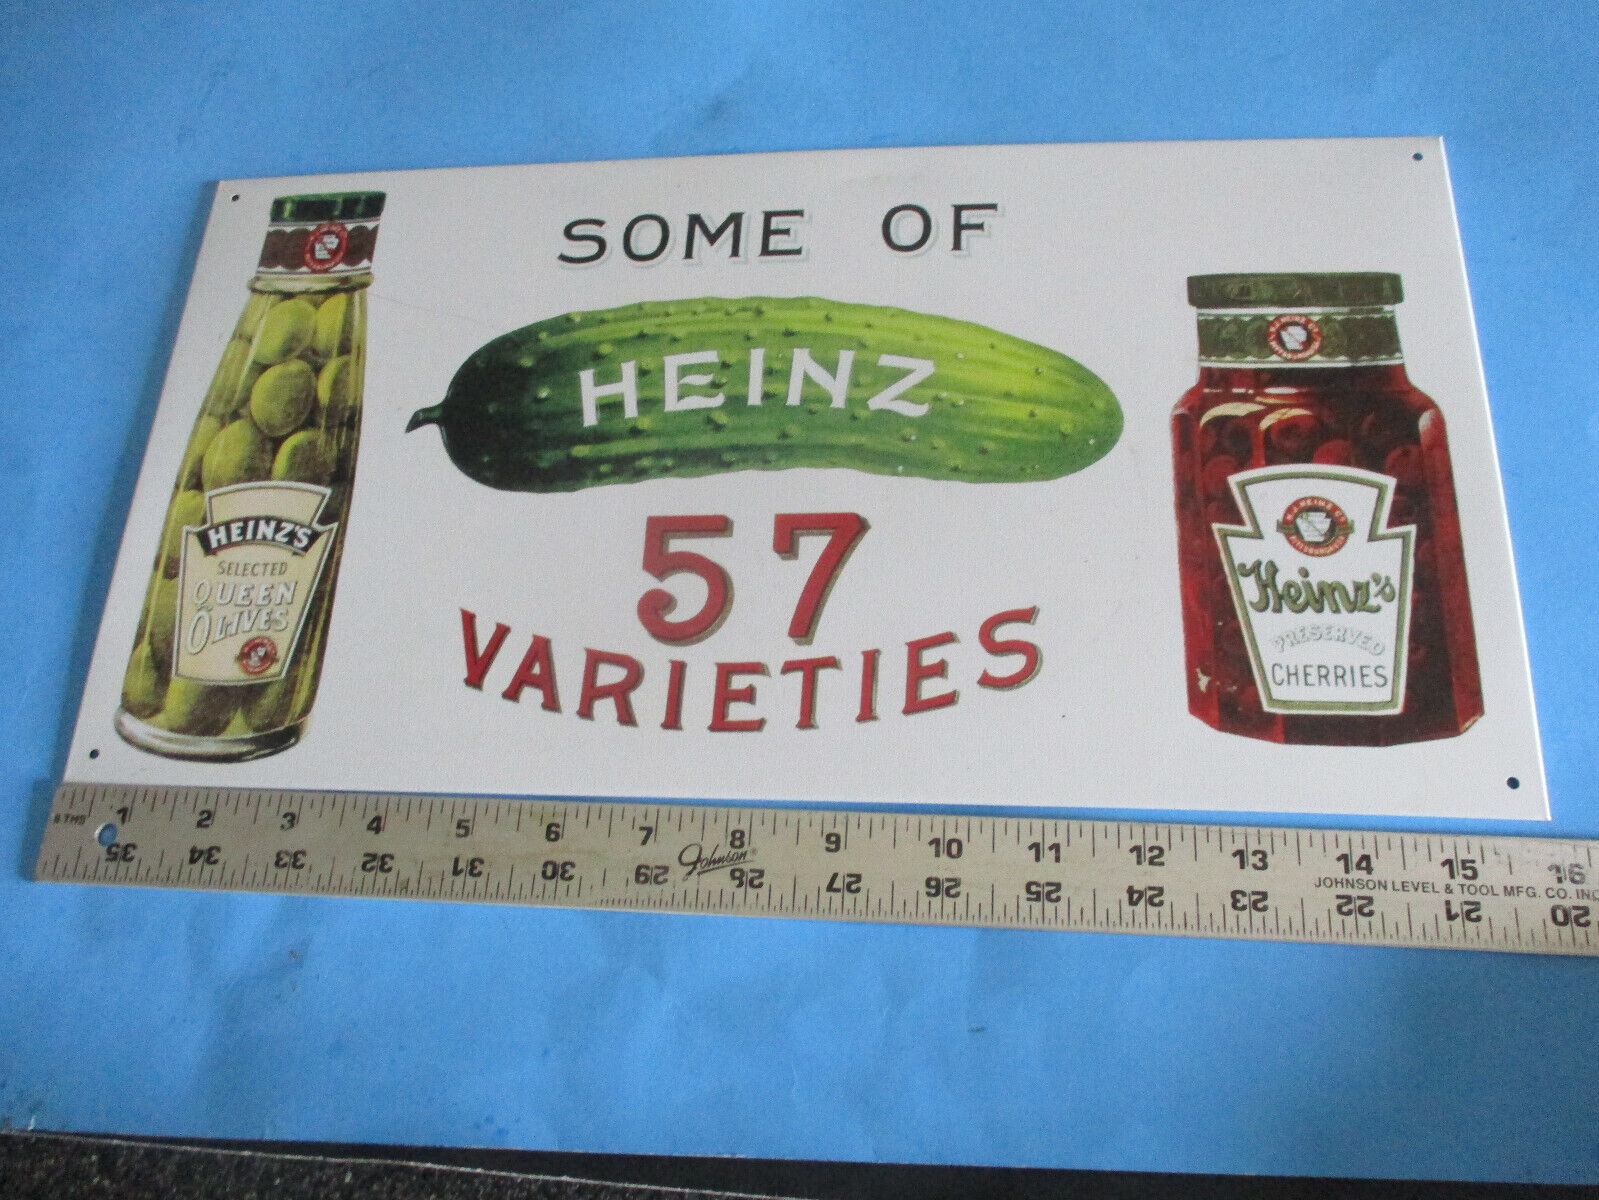 SOME OF
HEINZ
57
VARIETIES
HEINZ'S
SELECTED
QUEEN
OLIVES
Heinz's
PRESERVED
CHERRIES
8 THS 1 2 3 4 5 6 7 8 9 10 11 12 13 14 15 16
35 34 33 32 31 30 29 28 27 26 25 24 23 22 21 20
Johnson
JOHNSON LEVEL & TOOL MFG. CO. INC